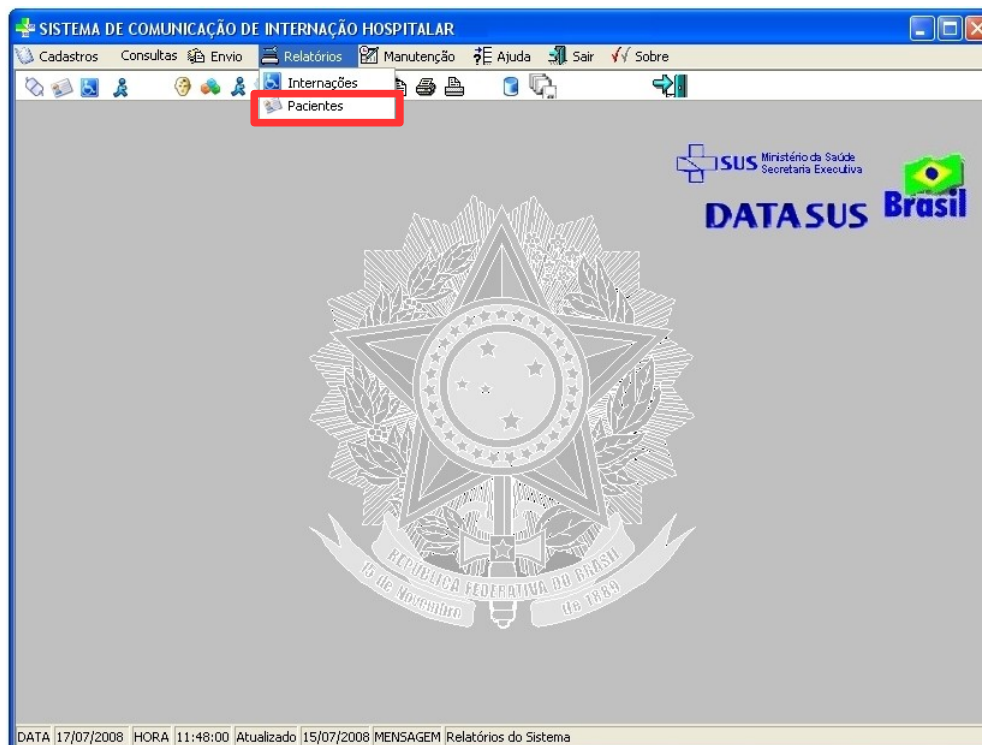 SISTEMA DE COMUNICAÇÃO DE INTERNAÇÃO HOSPITALAR
Cadastros Consultas Envio Relatórios Manutenção Ajuda Sair Sobre
Internações
Pacientes
SUS Ministério da Saúde
Secretaria Executiva
DATASUS Brasil
REPÚBLICA FEDERATIVA DO BRASIL
15 de Novembro de 1889
DATA 17/07/2008 HORA 11:48:00 Atualizado 15/07/2008 MENSAGEM Relatórios do Sistema